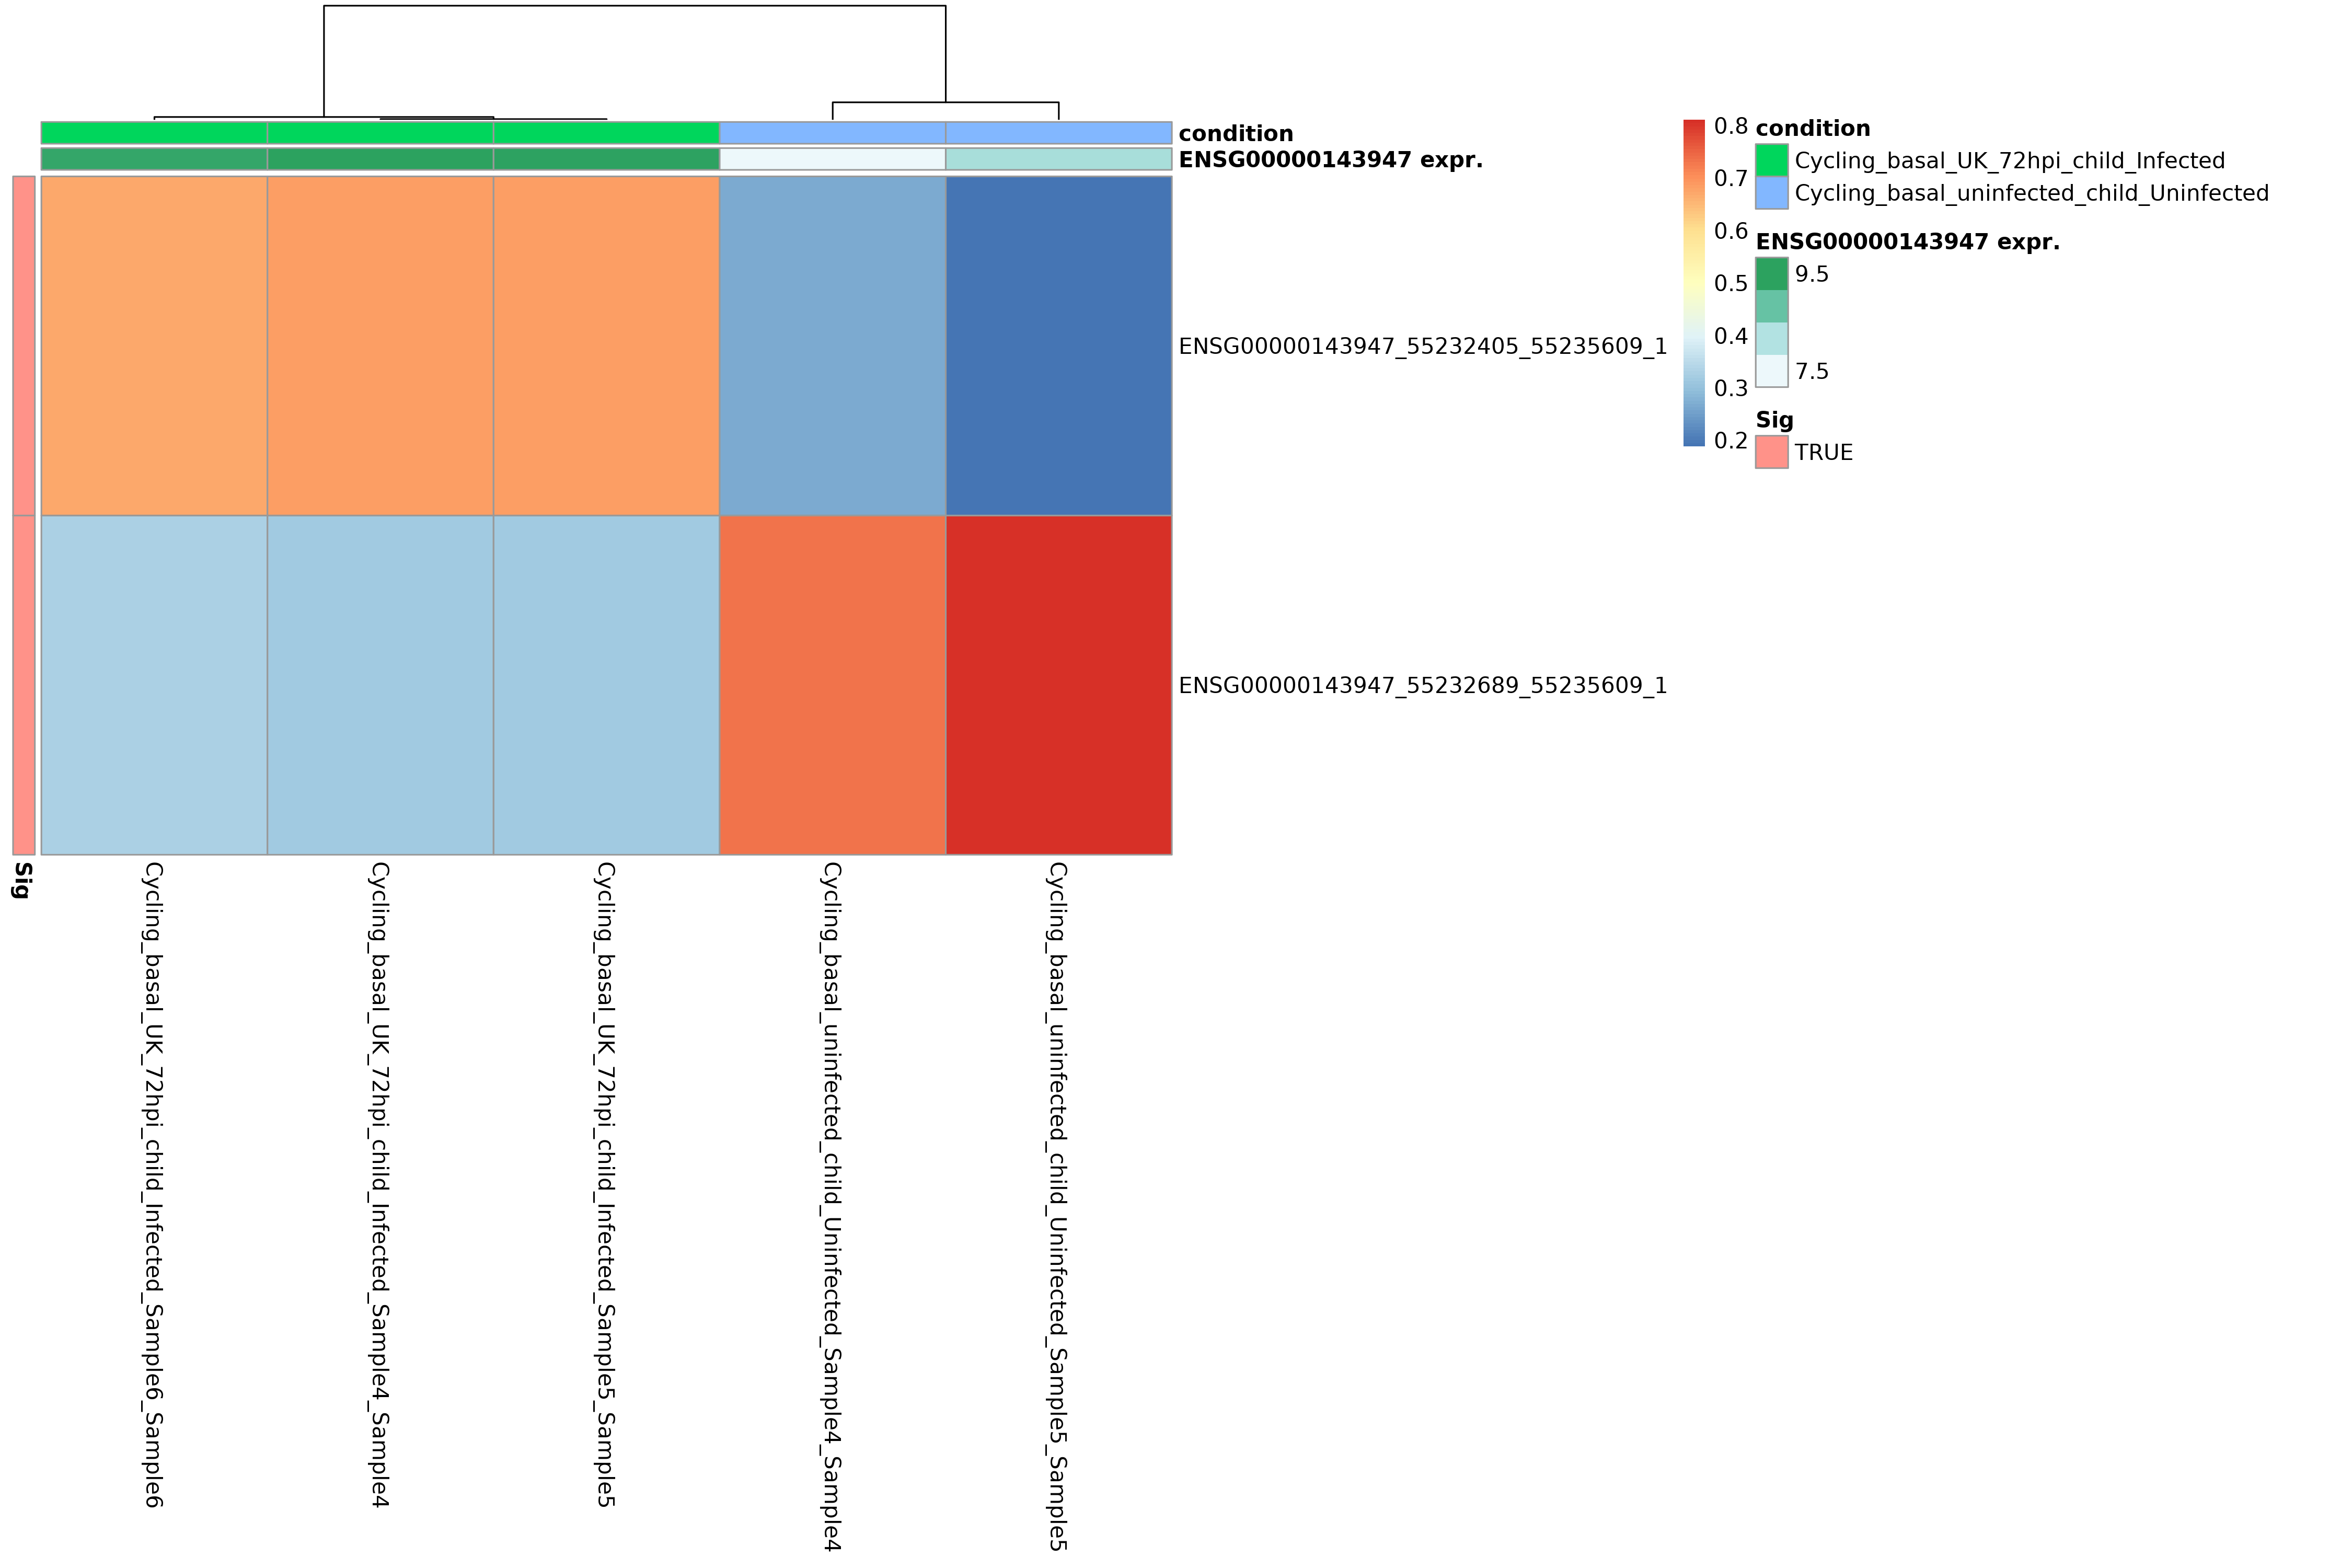 condition
ENSG00000143947 expr.
ENSG00000143947_55232405_55235609_1
ENSG00000143947_55232689_55235609_1
Sig
Cycling_basal_UK_72hpi_child_Infected_Sample6_Sample6
Cycling_basal_UK_72hpi_child_Infected_Sample4_Sample4
Cycling_basal_UK_72hpi_child_Infected_Sample5_Sample5
Cycling_basal_uninfected_child_Uninfected_Sample4_Sample4
Cycling_basal_uninfected_child_Uninfected_Sample5_Sample5
0.8
0.7
0.6
0.5
0.4
0.3
0.2
condition
Cycling_basal_UK_72hpi_child_Infected
Cycling_basal_uninfected_child_Uninfected
ENSG00000143947 expr.
9.5
7.5
Sig
TRUE